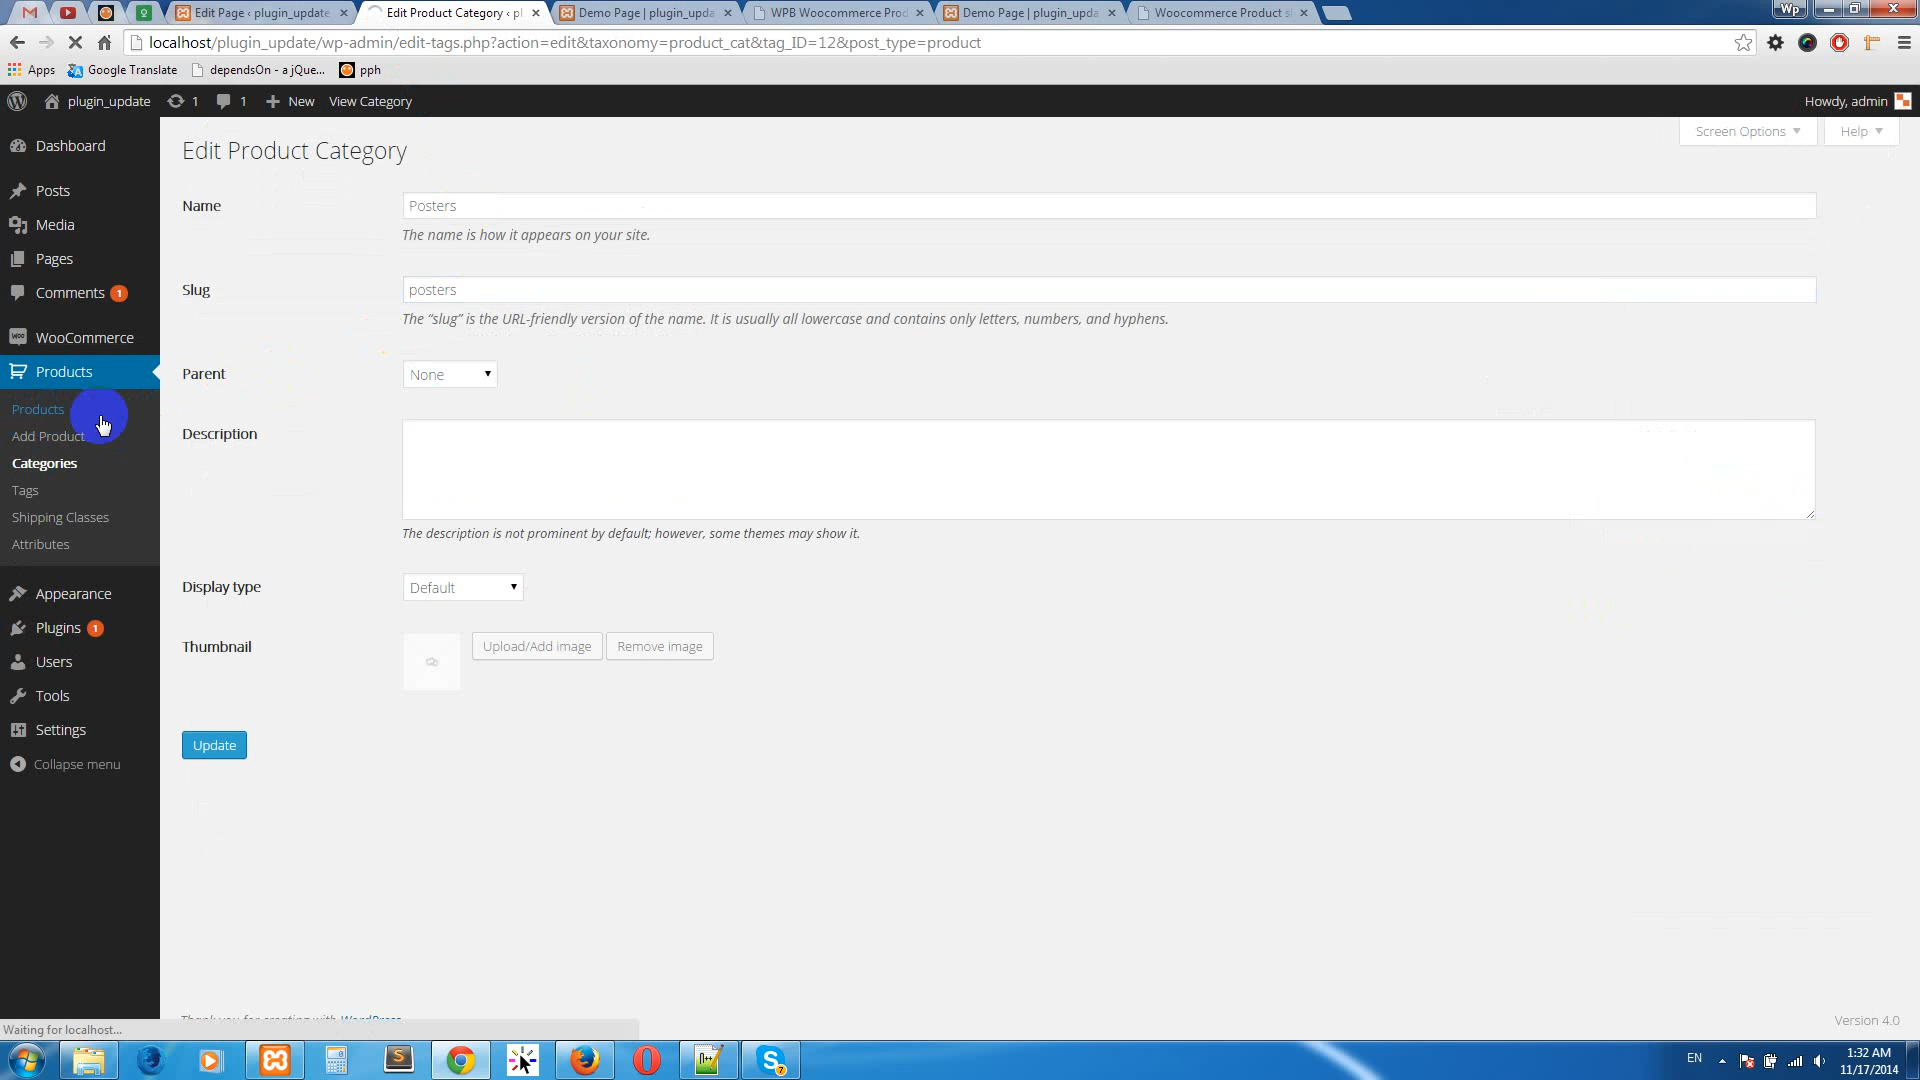 Edit Page ‹ plugin_update
Edit Product Category ‹ pl
Demo Page | plugin_upda
WPB Woocommerce Prod
Demo Page | plugin_upda
Woocommerce Product sl
Wp
localhost/plugin_update/wp-admin/edit-tags.php?action=edit&taxonomy=product_cat&tag_ID=12&post_type=product
Apps
Google Translate
dependsOn - a jQue...
pph
plugin_update
1
1
New
View Category
Howdy, admin
Screen Options
Help
Dashboard
Posts
Media
Pages
Comments 1
WooCommerce
Products
Products
Add Product
Categories
Tags
Shipping Classes
Attributes
Appearance
Plugins 1
Users
Tools
Settings
Collapse menu
Edit Product Category
Name
Posters
The name is how it appears on your site.
Slug
posters
The “slug” is the URL-friendly version of the name. It is usually all lowercase and contains only letters, numbers, and hyphens.
Parent
None
Description
The description is not prominent by default; however, some themes may show it.
Display type
Default
Thumbnail
Upload/Add image
Remove image
Update
Thank you for creating with WordPress
Version 4.0
Waiting for localhost...
EN
1:32 AM
11/17/2014